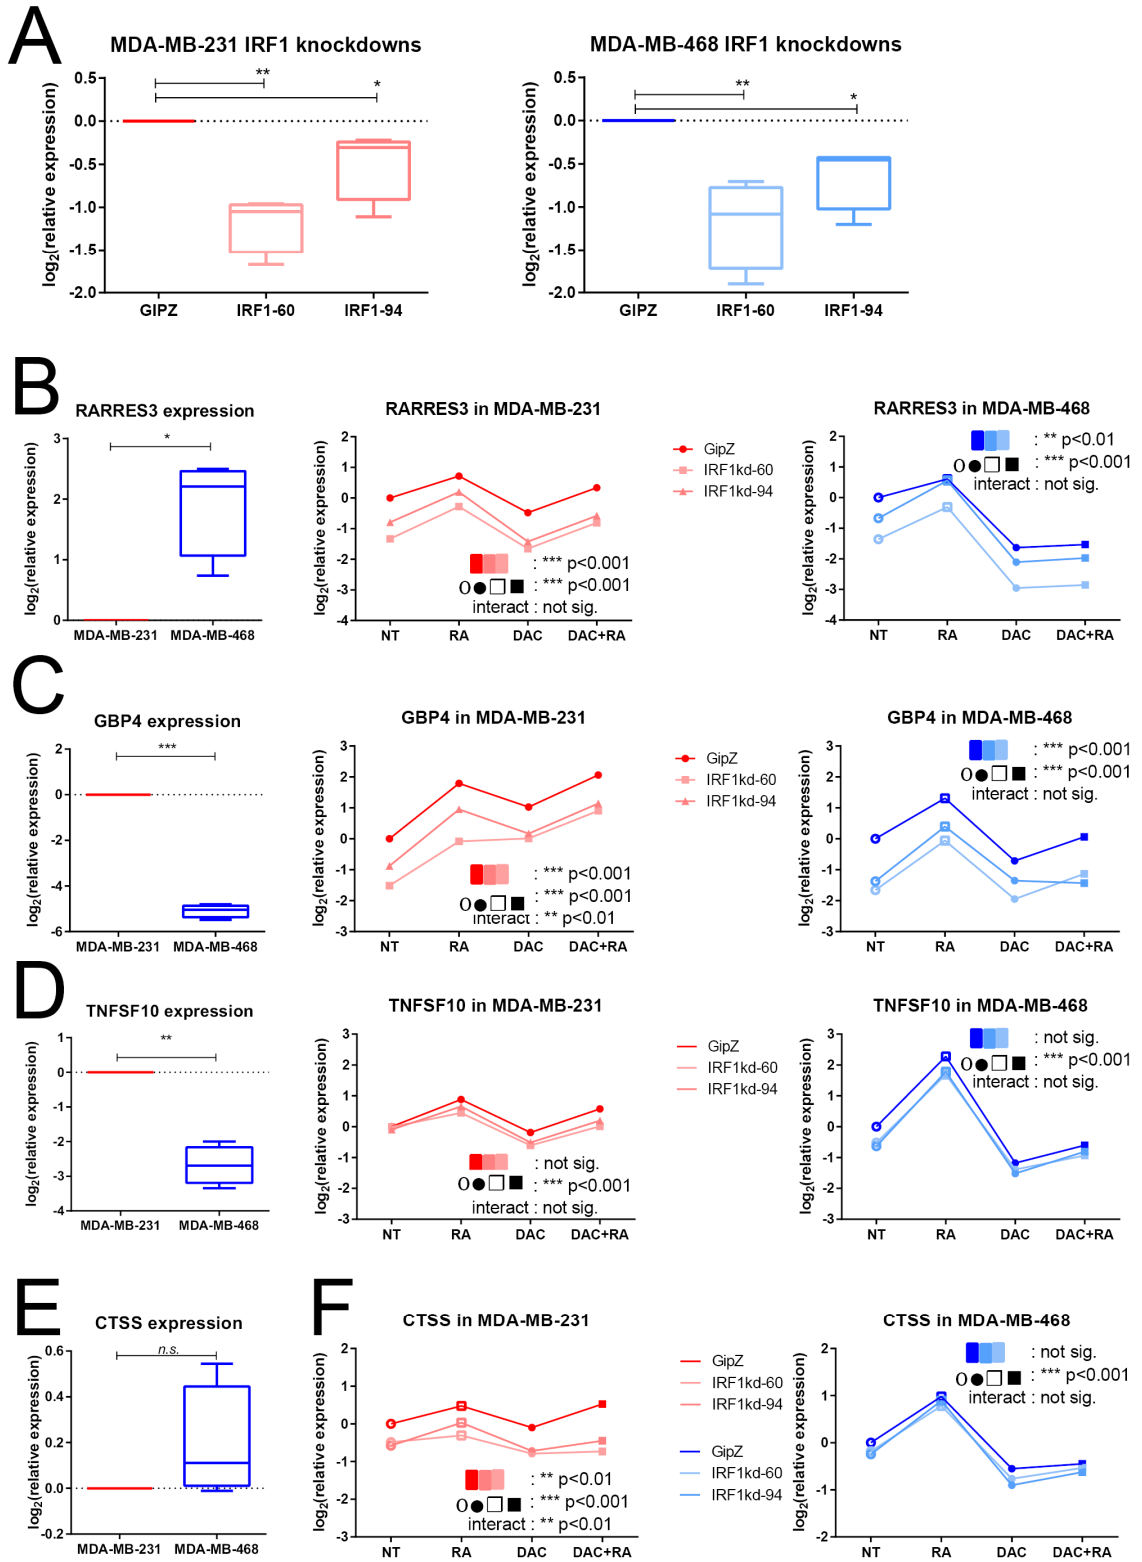 A
MDA-MB-231 IRF1 knockdowns
log2(relative expression)
0.5
0.0
-0.5
-1.0
-1.5
-2.0
**
*
GIPZ
IRF1-60
IRF1-94
MDA-MB-468 IRF1 knockdowns
log2(relative expression)
0.5
0.0
-0.5
-1.0
-1.5
-2.0
**
*
GIPZ
IRF1-60
IRF1-94
B
RARRES3 expression
log2(relative expression)
3
2
1
0
*
MDA-MB-231
MDA-MB-468
RARRES3 in MDA-MB-231
log2(relative expression)
2
1
0
-1
-2
-3
-4
: *** p<0.001
: *** p<0.001
interact : not sig.
NT
RA
DAC
DAC+RA
GipZ
IRF1kd-60
IRF1kd-94
RARRES3 in MDA-MB-468
log2(relative expression)
2
1
0
-1
-2
-3
-4
: ** p<0.01
: *** p<0.001
interact : not sig.
NT
RA
DAC
DAC+RA
C
GBP4 expression
log2(relative expression)
2
0
-2
-4
-6
***
MDA-MB-231
MDA-MB-468
GBP4 in MDA-MB-231
log2(relative expression)
3
2
1
0
-1
-2
-3
: *** p<0.001
: *** p<0.001
interact : ** p<0.01
NT
RA
DAC
DAC+RA
GipZ
IRF1kd-60
IRF1kd-94
GBP4 in MDA-MB-468
log2(relative expression)
3
2
1
0
-1
-2
-3
: *** p<0.001
: *** p<0.001
interact : not sig.
NT
RA
DAC
DAC+RA
D
TNFSF10 expression
log2(relative expression)
1
0
-1
-2
-3
-4
**
MDA-MB-231
MDA-MB-468
TNFSF10 in MDA-MB-231
log2(relative expression)
3
2
1
0
-1
-2
-3
: not sig.
: *** p<0.001
interact : not sig.
NT
RA
DAC
DAC+RA
GipZ
IRF1kd-60
IRF1kd-94
TNFSF10 in MDA-MB-468
log2(relative expression)
3
2
1
0
-1
-2
-3
: not sig.
: *** p<0.001
interact : not sig.
NT
RA
DAC
DAC+RA
E
CTSS expression
log2(relative expression)
0.6
0.4
0.2
0.0
-0.2
n.s.
MDA-MB-231
MDA-MB-468
F
CTSS in MDA-MB-231
log2(relative expression)
2
1
0
-1
-2
-3
: ** p<0.01
: *** p<0.001
interact : ** p<0.01
NT
RA
DAC
DAC+RA
GipZ
IRF1kd-60
IRF1kd-94
GipZ
IRF1kd-60
IRF1kd-94
CTSS in MDA-MB-468
log2(relative expression)
2
1
0
-1
-2
: not sig.
: *** p<0.001
interact : not sig.
NT
RA
DAC
DAC+RA